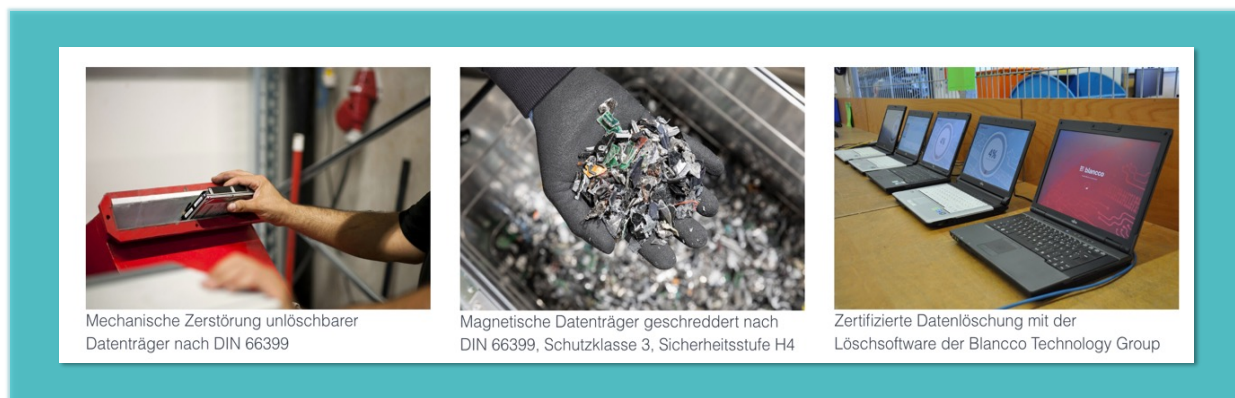 blancco
Mechanische Zerstörung unlöschbarer
Datenträger nach DIN 66399
Magnetische Datenträger geschreddert nach
DIN 66399, Schutzklasse 3, Sicherheitsstufe H4
Zertifizierte Datenlöschung mit der
Löschsoftware der Blancco Technology Group